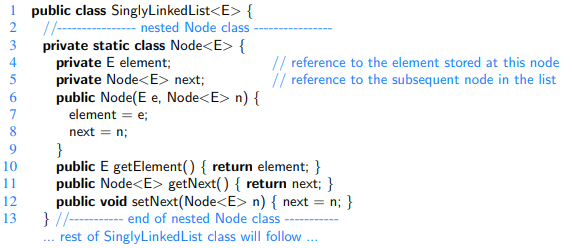 1 public class SinglyLinkedList<E> {
2 //---------------- nested Node class ----------------
3 private static class Node<E> {
4 private E element; // reference to the element stored at this node
5 private Node<E> next; // reference to the subsequent node in the list
6 public Node(E e, Node<E> n) {
7 element = e;
8 next = n;
9 }
10 public E getElement( ) { return element; }
11 public Node<E> getNext( ) { return next; }
12 public void setNext(Node<E> n) { next = n; }
13 } //----------- end of nested Node class -----------
... rest of SinglyLinkedList class will follow ...